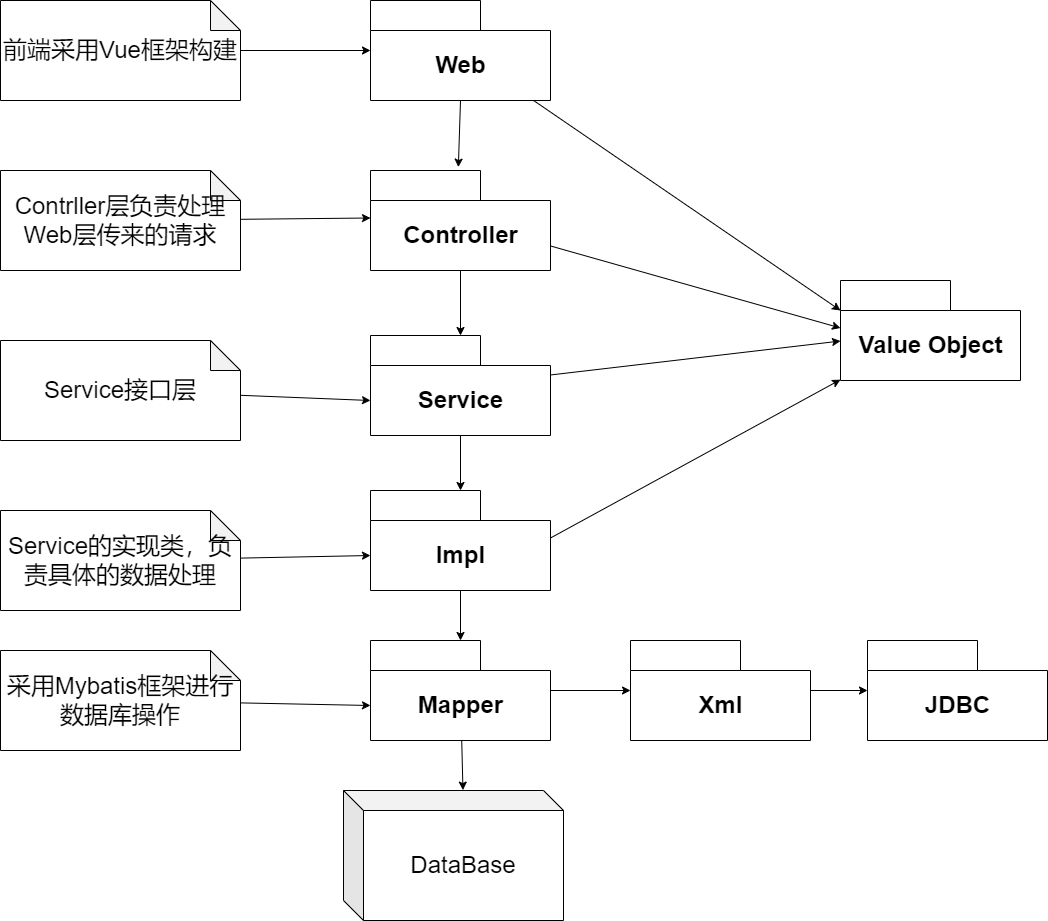 前端采用Vue框架构建
Web
Contrller层负责处理
Web层传来的请求
Controller
Value Object
Service接口层
Service
Service的实现类，负
责具体的数据处理
Impl
采用Mybatis框架进行
数据库操作
Mapper
Xml
JDBC
DataBase